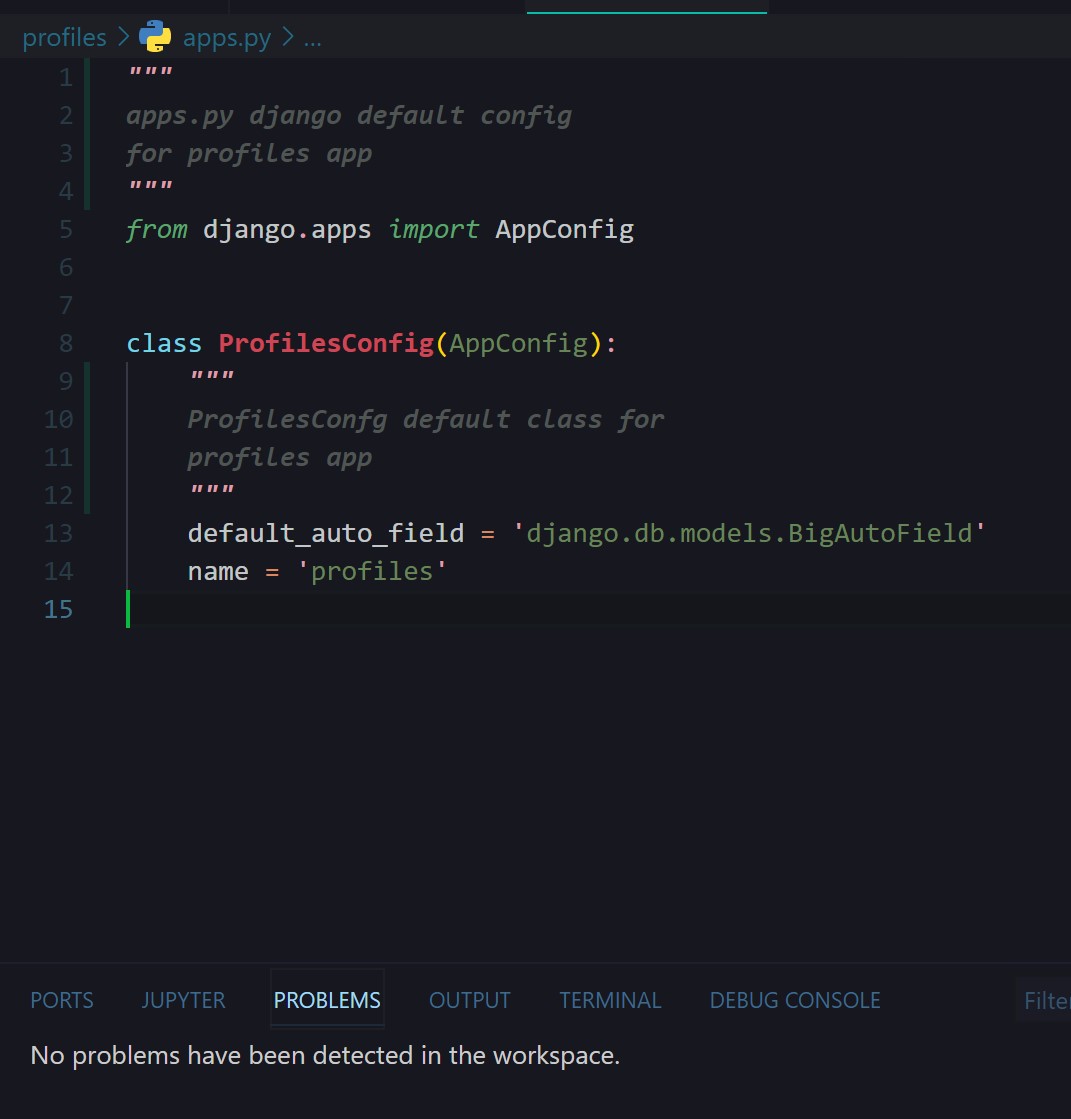 profiles > apps.py > ...
1 """
2 apps.py django default config
3 for profiles app
4 """
5 from django.apps import AppConfig
6
7
8 class ProfilesConfig(AppConfig):
9     """
10     ProfilesConfg default class for
11     profiles app
12     """
13     default_auto_field = 'django.db.models.BigAutoField'
14     name = 'profiles'
15
PORTS JUPYTER PROBLEMS OUTPUT TERMINAL DEBUG CONSOLE Filte
No problems have been detected in the workspace.